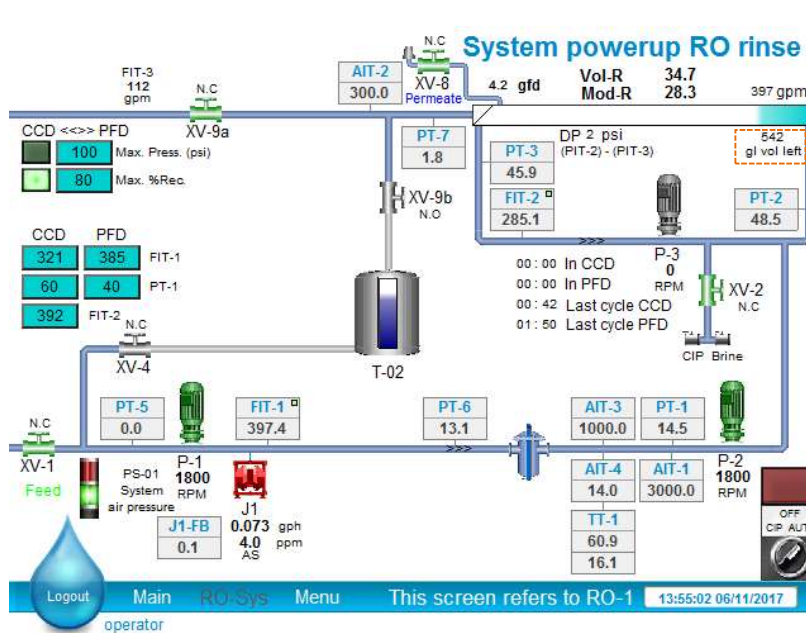 System powerup RO rinse
N.C
XV-8
Permeate
AIT-2
300.0
4.2 gfd
Vol-R 34.7
Mod-R 28.3
397 gpm
FIT-3
112
gpm
N.C
XV-9a
CCD <<>> PFD
100 Max. Press. (psi)
80 Max. %Rec.
PT-7
1.8
DP 2 psi
(PIT-2) - (PIT-3)
542
gl vol left
PT-3
45.9
FIT-2
285.1
PT-2
48.5
XV-9b
N.O
>>>
P-3
0
RPM
CCD PFD
321 385 FIT-1
60 40 PT-1
392 FIT-2
00:00 In CCD
00:00 In PFD
00:42 Last cycle CCD
01:50 Last cycle PFD
XV-2
N.C
CIP Brine
N.C
XV-4
T-02
N.C
XV-1
Feed
PT-5
0.0
P-1
1800
RPM
FIT-1
397.4
PT-6
13.1
>>>
AIT-3
1000.0
PT-1
14.5
AIT-4
14.0
AIT-1
3000.0
P-2
1800
RPM
TT-1
60.9
16.1
PS-01
System
air pressure
J1
J1-FB
0.1
0.073 gph
4.0 ppm
AS
OFF
CIP AUT
Logout
Main
RO-Sys
Menu
This screen refers to RO-1
13:55:02 06/11/2017
operator